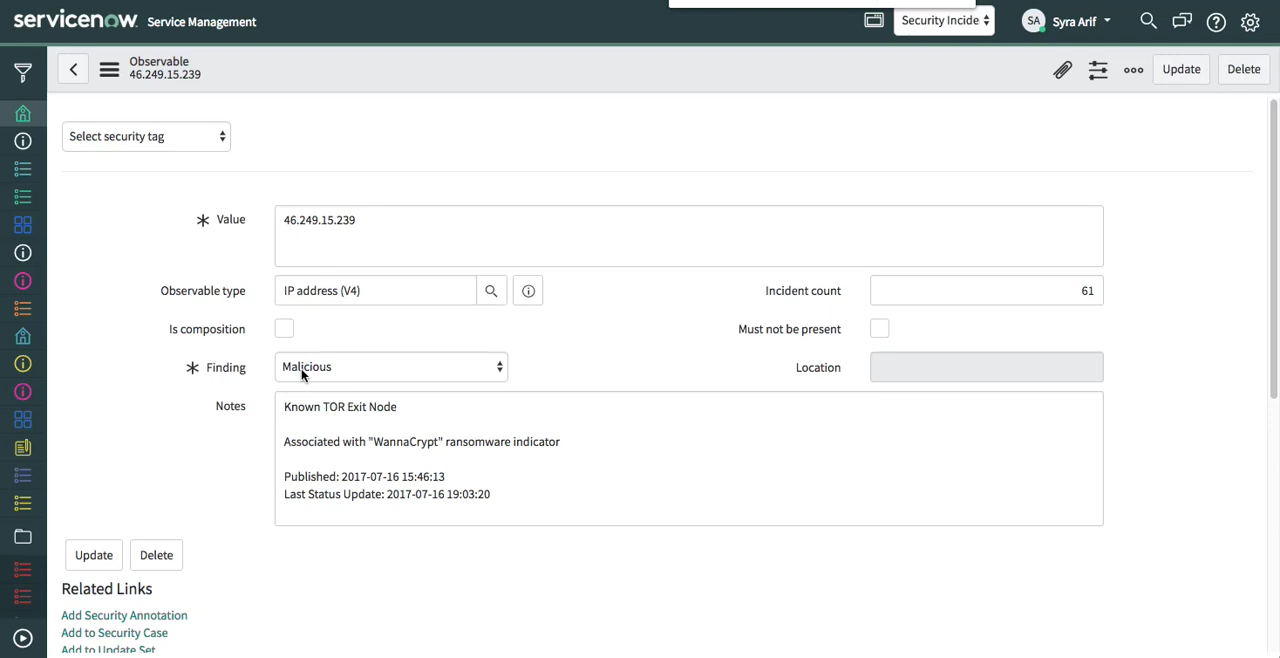 servicenow. Service Management
Security Incide
SA Syra Arif
Observable
46.249.15.239
Update
Delete
Select security tag
Value
46.249.15.239
Observable type
IP address (V4)
Incident count
61
Is composition
Must not be present
Finding
Malicious
Location
Notes
Known TOR Exit Node
Associated with "WannaCrypt" ransomware indicator
Published: 2017-07-16 15:46:13
Last Status Update: 2017-07-16 19:03:20
Update
Delete
Related Links
Add Security Annotation
Add to Security Case
Add to Update Set